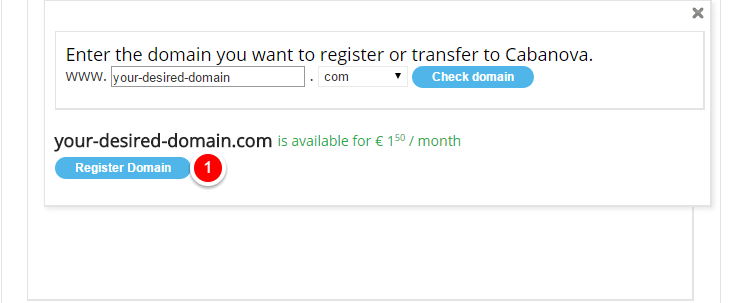 Enter the domain you want to register or transfer to Cabanova.
www. your-desired-domain . com Check domain
your-desired-domain.com is available for € 1⁵⁰ / month
Register Domain 1